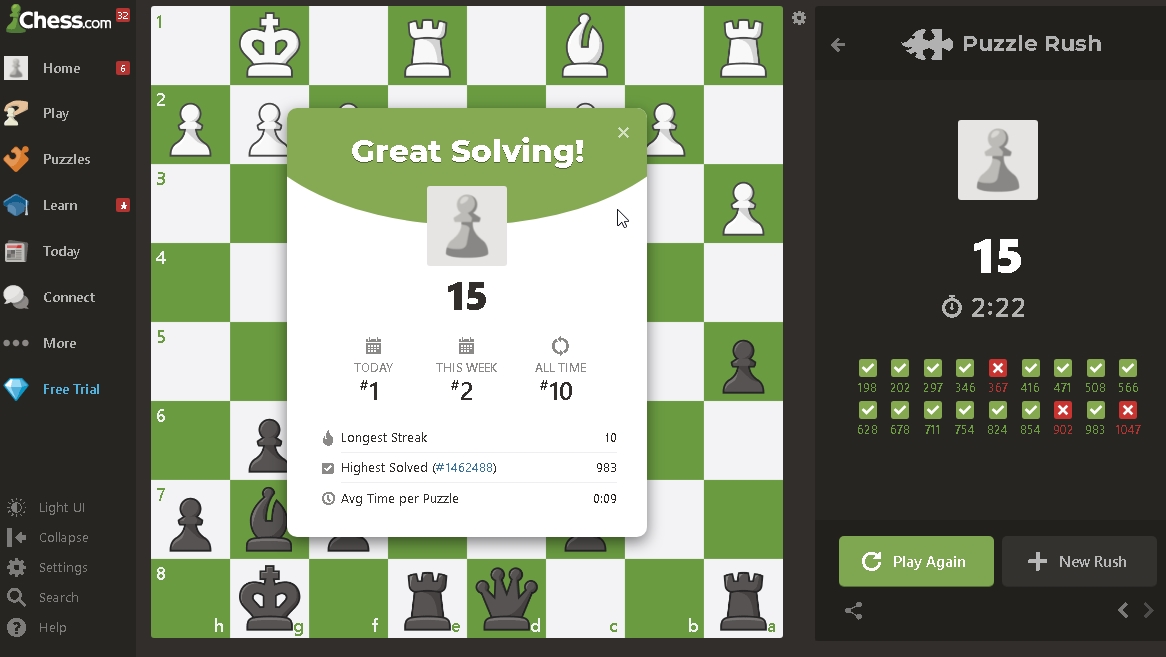 Chess.com 32
Home 6
Play
Puzzles
Learn
Today
Connect
More
Free Trial
Light UI
Collapse
Settings
Search
Help
1
2
3
4
5
6
7
8
h g f e d c b a
Great Solving!
×
15
TODAY THIS WEEK ALL TIME
#1 #2 #10
Longest Streak 10
Highest Solved (#1462488) 983
Avg Time per Puzzle 0:09
Puzzle Rush
15
2:22
198 202 297 346 367 416 471 508 566
628 678 711 754 824 854 902 983 1047
Play Again
New Rush